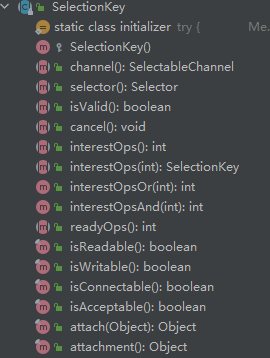 SelectionKey
static class initializer try {
SelectionKey()
channel(): SelectableChannel
selector(): Selector
isValid(): boolean
cancel(): void
interestOps(): int
interestOps(int): SelectionKey
interestOpsOr(int): int
interestOpsAnd(int): int
readyOps(): int
isReadable(): boolean
isWritable(): boolean
isConnectable(): boolean
isAcceptable(): boolean
attach(Object): Object
attachment(): Object